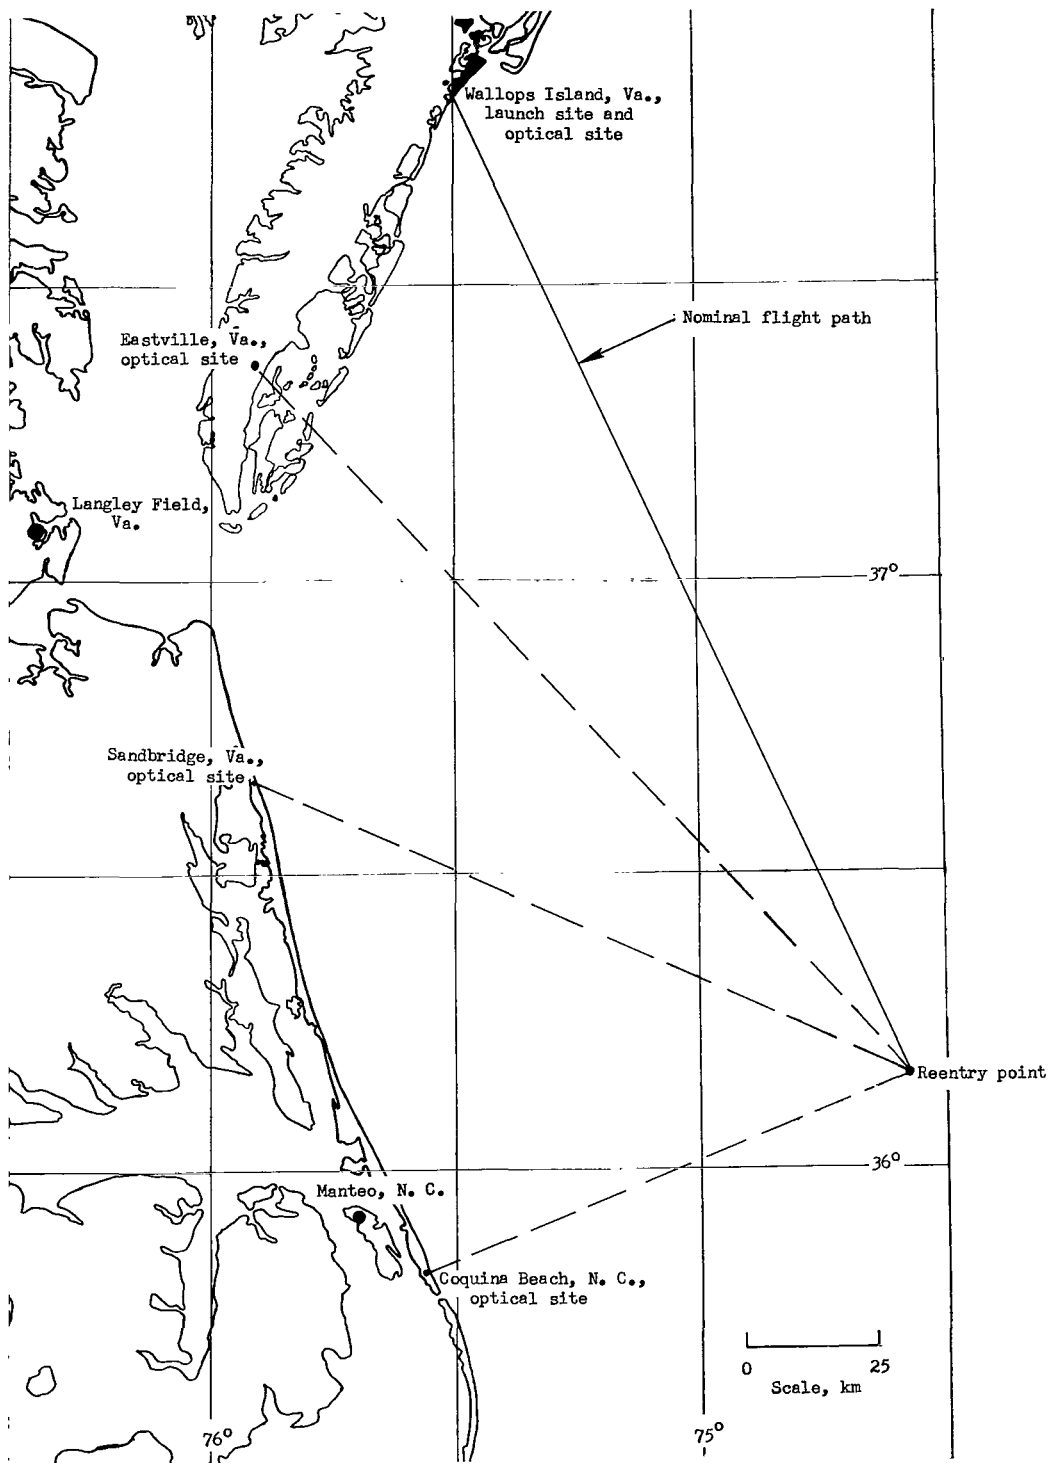 Wallops Island, Va.,
launch site and
optical site
Nominal flight path
Eastville, Va.,
optical site
Langley Field,
Va.
37°
Sandbridge, Va.,
optical site
Reentry point
36°
Manteo, N. C.
Coquina Beach, N. C.,
optical site
0 25
Scale, km
76° 75°